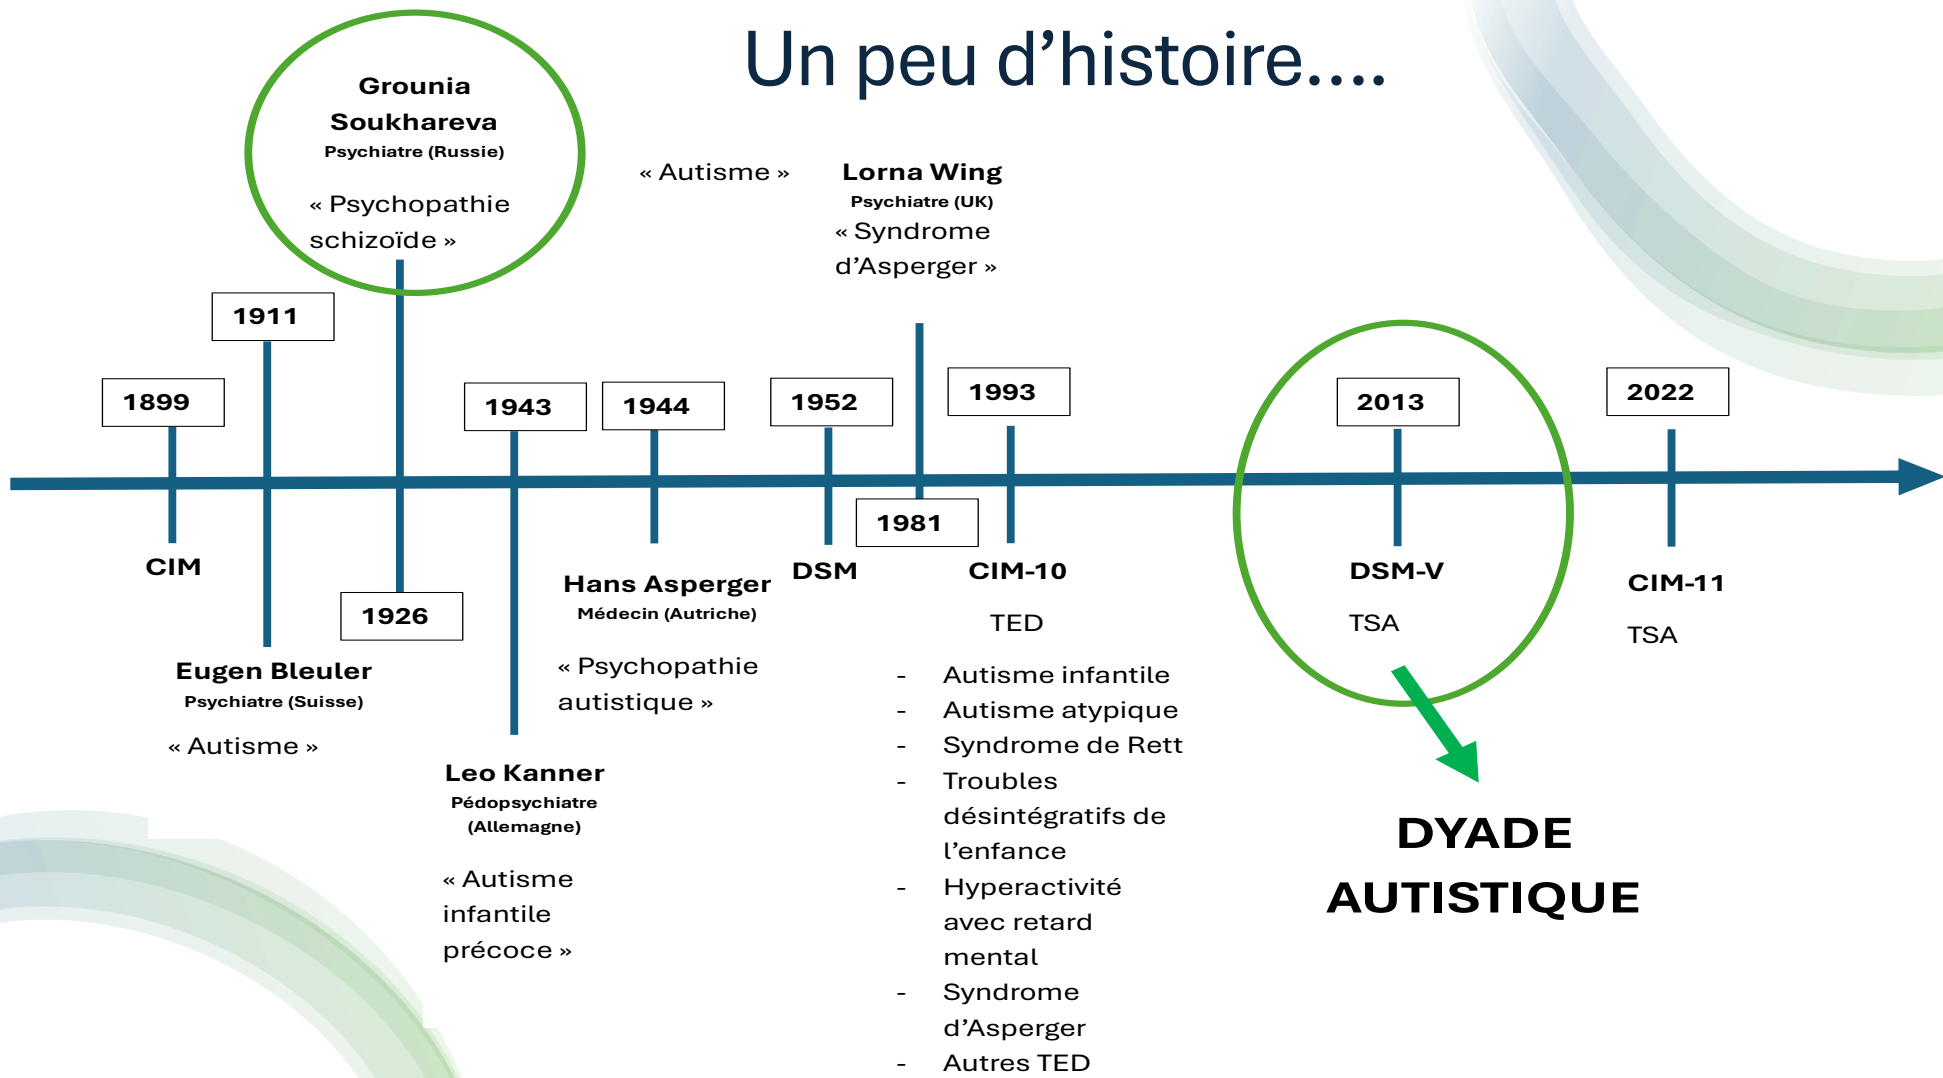 Un peu d’histoire....
Grounia
Soukhareva
Psychiatre (Russie)
« Psychopathie
schizoïde »
« Autisme »
Lorna Wing
Psychiatre (UK)
« Syndrome
d’Asperger »
1899
1911
1926
1943
1944
1952
1981
1993
2013
2022
CIM
Eugen Bleuler
Psychiatre (Suisse)
« Autisme »
Leo Kanner
Pédopsychiatre
(Allemagne)
« Autisme
infantile
précoce »
Hans Asperger
Médecin (Autriche)
« Psychopathie
autistique »
DSM
CIM-10
TED
- Autisme infantile
- Autisme atypique
- Syndrome de Rett
- Troubles
désintégratifs de
l’enfance
- Hyperactivité
avec retard
mental
- Syndrome
d’Asperger
- Autres TED
DSM-V
TSA
DYADE
AUTISTIQUE
CIM-11
TSA